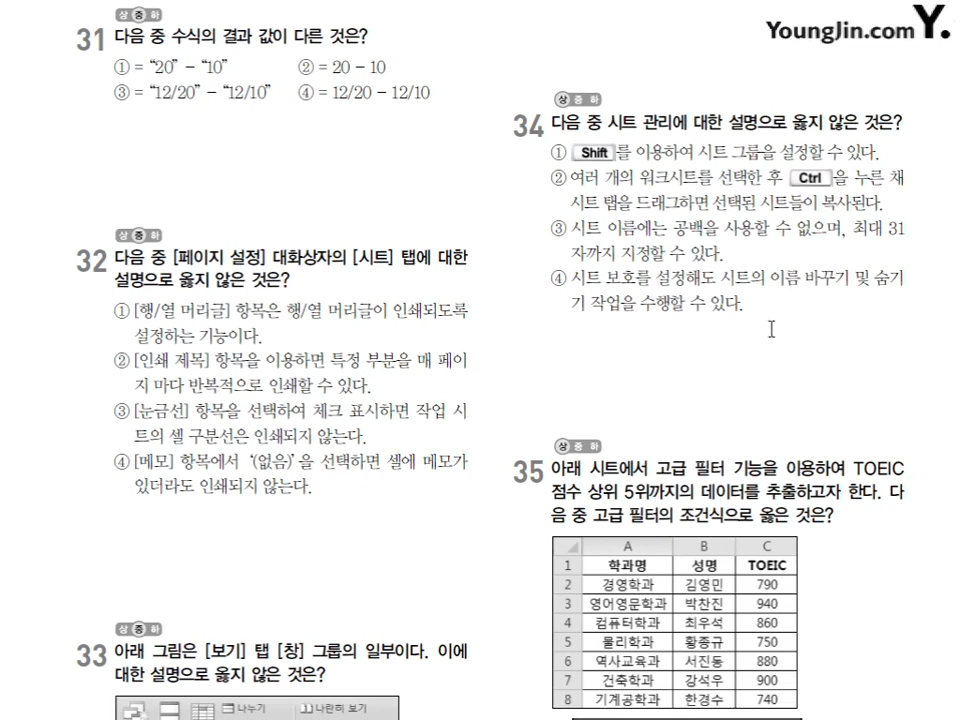 상 중 하
31 다음 중 수식의 결과 값이 다른 것은?
① = “20” - “10”
② = 20 - 10
③ = “12/20” - “12/10”
④ = 12/20 - 12/10
상 중 하
32 다음 중 [페이지 설정] 대화상자의 [시트] 탭에 대한
설명으로 옳지 않은 것은?
① [행/열 머리글] 항목은 행/열 머리글이 인쇄되도록
설정하는 기능이다.
② [인쇄 제목] 항목을 이용하면 특정 부분을 매 페이
지 마다 반복적으로 인쇄할 수 있다.
③ [눈금선] 항목을 선택하여 체크 표시하면 작업 시
트의 셀 구분선은 인쇄되지 않는다.
④ [메모] 항목에서 ‘(없음)’을 선택하면 셀에 메모가
있더라도 인쇄되지 않는다.
상 중 하
33 아래 그림은 [보기] 탭 [창] 그룹의 일부이다. 이에
대한 설명으로 옳지 않은 것은?
나누기 나란히 보기
YoungJin.com Y.
상 중 하
34 다음 중 시트 관리에 대한 설명으로 옳지 않은 것은?
① Shift 를 이용하여 시트 그룹을 설정할 수 있다.
② 여러 개의 워크시트를 선택한 후 Ctrl 을 누른 채
시트 탭을 드래그하면 선택된 시트들이 복사된다.
③ 시트 이름에는 공백을 사용할 수 없으며, 최대 31
자까지 지정할 수 있다.
④ 시트 보호를 설정해도 시트의 이름 바꾸기 및 숨기
기 작업을 수행할 수 있다.
상 중 하
35 아래 시트에서 고급 필터 기능을 이용하여 TOEIC
점수 상위 5위까지의 데이터를 추출하고자 한다. 다
음 중 고급 필터의 조건식으로 옳은 것은?
A B C
1 학과명 성명 TOEIC
2 경영학과 김영민 790
3 영어영문학과 박찬진 940
4 컴퓨터학과 최우석 860
5 물리학과 황종규 750
6 역사교육과 서진동 880
7 건축학과 강석우 900
8 기계공학과 한경수 740